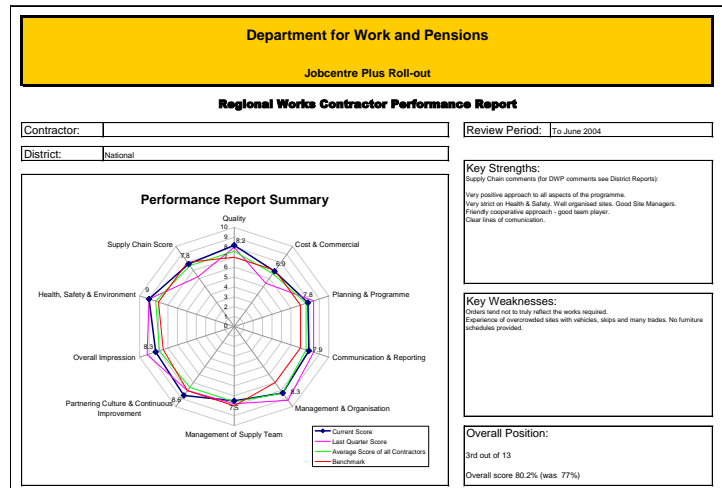 Department for Work and Pensions
Jobcentre Plus Roll-out
Regional Works Contractor Performance Report
Contractor:
Review Period: To June 2004
District: National
Performance Report Summary
Quality
Cost & Commercial
Planning & Programme
Communication & Reporting
Management & Organisation
Management of Supply Team
Partnering Culture & Continuous
Improvement
Overall Impression
Health, Safety & Environment
Supply Chain Score
10
9
8
7
6
5
4
3
2
1
0
8.2
6.9
7.8
7.9
8.3
7.5
8.6
8.3
9
7.8
Current Score
Last Quarter Score
Average Score of all Contractors
Benchmark
Key Strengths:
Supply Chain comments (for DWP comments see District Reports):
Very positive approach to all aspects of the programme.
Very strict on Health & Safety. Well organised sites. Good Site Managers.
Friendly cooperative approach - good team player.
Clear lines of comunication.
Key Weaknesses:
Orders tend not to truly reflect the works required.
Experience of overcrowded sites with vehicles, skips and many trades. No furniture
schedules provided.
Overall Position:
3rd out of 13
Overall score 80.2% (was 77%)